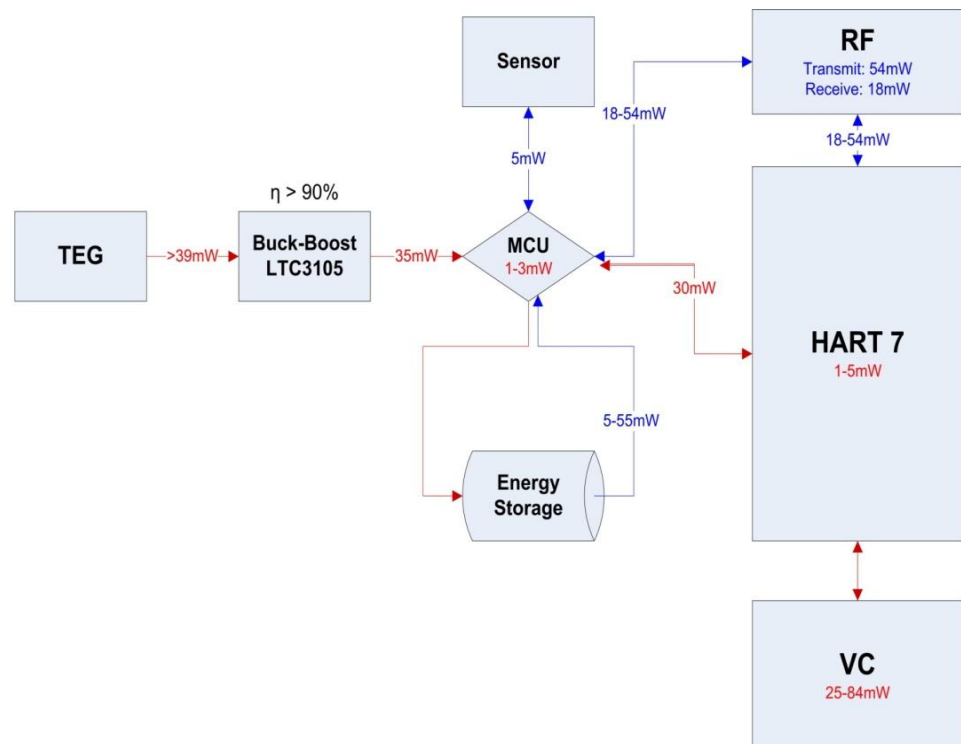 RF
Transmit: 54mW
Receive: 18mW
Sensor
18-54mW
18-54mW
5mW
η > 90%
TEG
>39mW
Buck-Boost
LTC3105
35mW
MCU
1-3mW
30mW
HART 7
1-5mW
5-55mW
Energy
Storage
VC
25-84mW